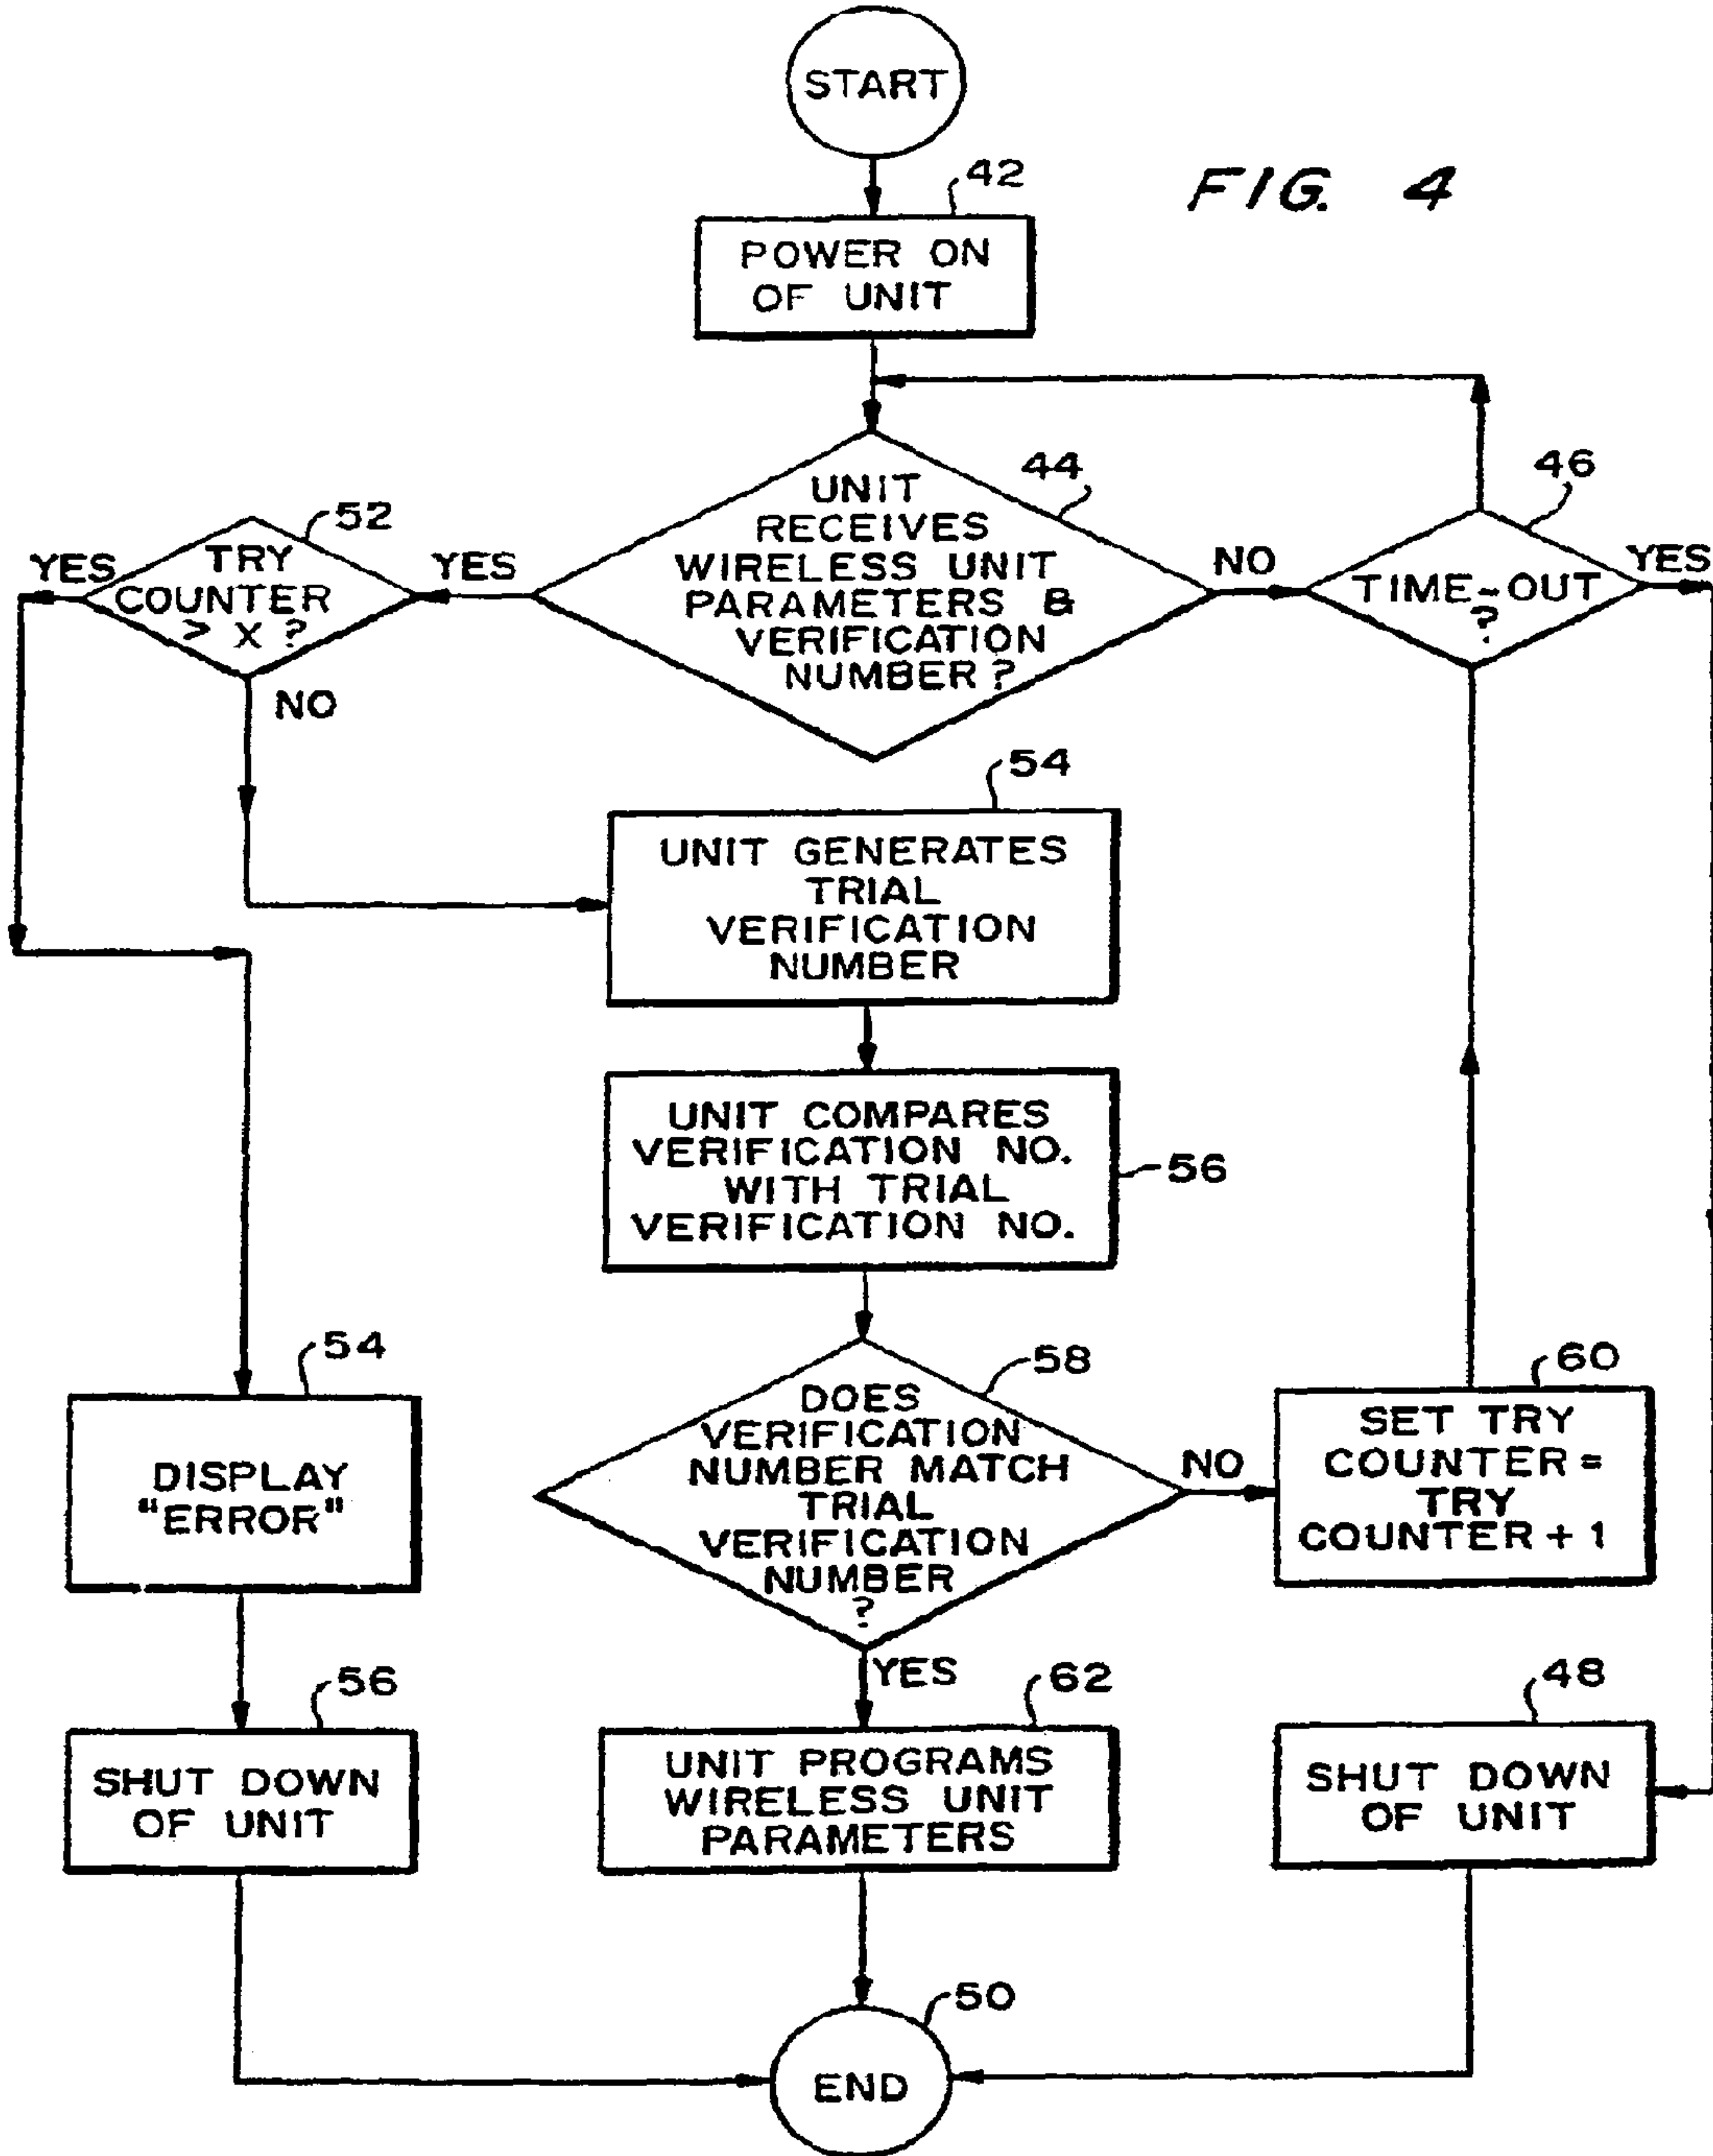 START
FIG. 4
42
POWER ON
OF UNIT
44
UNIT
RECEIVES
WIRELESS UNIT
PARAMETERS &
VERIFICATION
NUMBER?
46
TIME-OUT
?
NO
YES
YES
52
TRY
COUNTER
> X ?
YES
NO
54
UNIT GENERATES
TRIAL
VERIFICATION
NUMBER
UNIT COMPARES
VERIFICATION NO.
WITH TRIAL
VERIFICATION NO.
56
58
DOES
VERIFICATION
NUMBER MATCH
TRIAL
VERIFICATION
NUMBER
?
NO
YES
60
SET TRY
COUNTER =
TRY
COUNTER + 1
54
DISPLAY
"ERROR"
56
SHUT DOWN
OF UNIT
62
UNIT PROGRAMS
WIRELESS UNIT
PARAMETERS
48
SHUT DOWN
OF UNIT
50
END